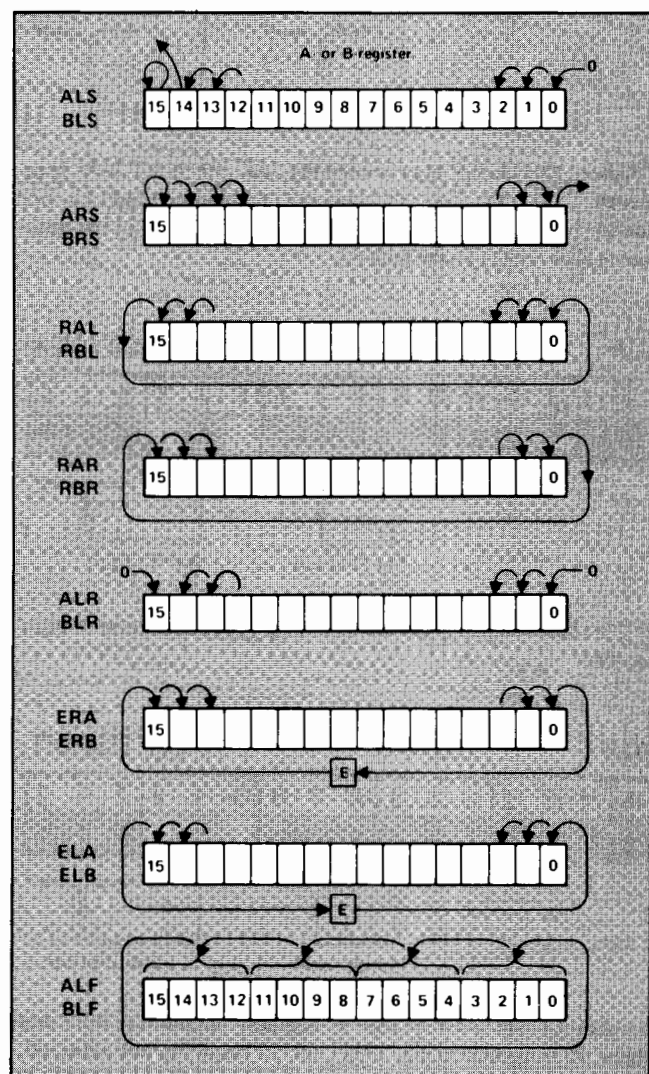 A or B-register
0
ALS
BLS
15 14 13 12 11 10 9 8 7 6 5 4 3 2 1 0
ARS
BRS
15 0
RAL
RBL
15 0
RAR
RBR
15 0
0 0
ALR
BLR
15 0
ERA
ERB
15 0
E
ELA
ELB
15 0
E
ALF
BLF
15 14 13 12 11 10 9 8 7 6 5 4 3 2 1 0